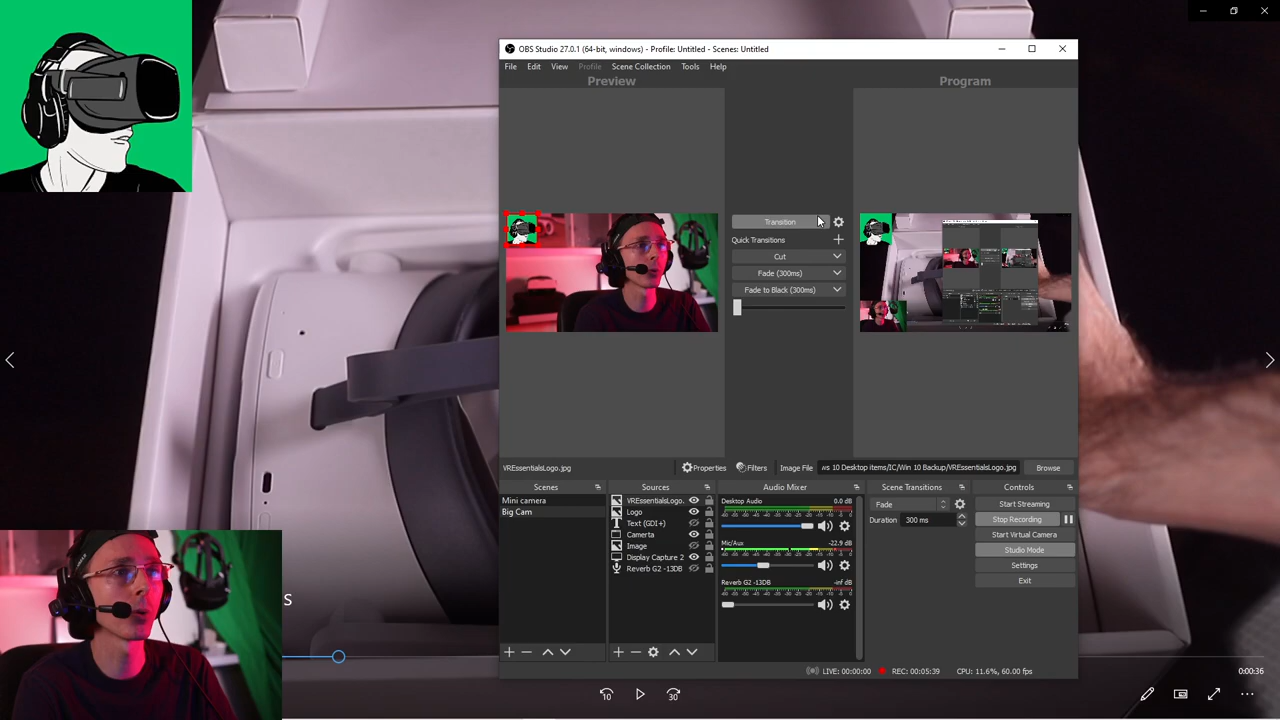 OBS Studio 27.0.1 (64-bit, windows) - Profile: Untitled - Scenes: Untitled
File Edit View Profile Scene Collection Tools Help
Preview
Program
Transition
Quick Transitions
Cut
Fade (300ms)
Fade to Black (300ms)
VREssentialsLogo.jpg
Properties
Filters
Image File
ws 10 Desktop items/IC/Win 10 Backup/VREssentialsLogo.jpg
Browse
Scenes
Mini camera
Big Cam
Sources
VREssentialsLogo.
Logo
Text (GDI+)
Camerta
Image
Display Capture 2
Reverb G2 -13DB
Audio Mixer
Desktop Audio
0.0 dB
Mic/Aux
-22.9 dB
Reverb G2 -13DB
-inf dB
Scene Transitions
Fade
Duration
300 ms
Controls
Start Streaming
Stop Recording
Start Virtual Camera
Studio Mode
Settings
Exit
LIVE: 00:00:00
REC: 00:05:39
CPU: 11.6%, 60.00 fps
s
0:00:36
10
30